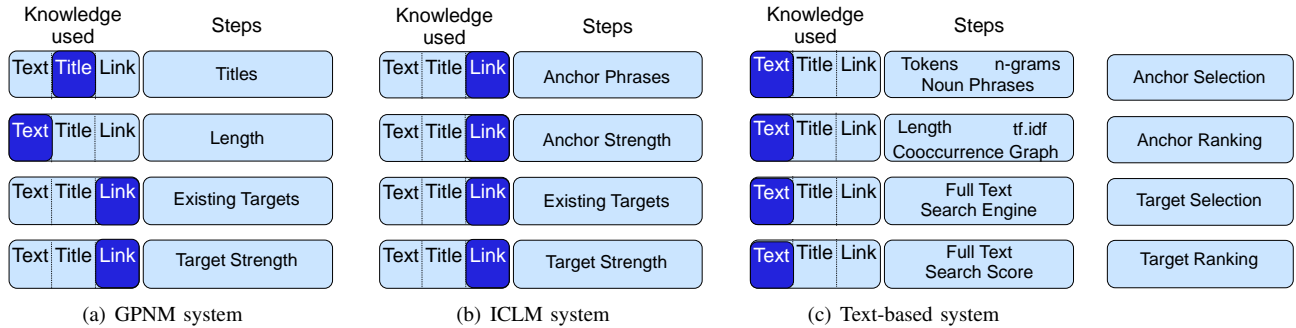 Knowledge used
Steps
Text Title Link
Titles
Text Title Link
Length
Text Title Link
Existing Targets
Text Title Link
Target Strength
(a) GPNM system
Knowledge used
Steps
Text Title Link
Anchor Phrases
Text Title Link
Anchor Strength
Text Title Link
Existing Targets
Text Title Link
Target Strength
(b) ICLM system
Knowledge used
Steps
Text Title Link
Tokens n-grams
Noun Phrases
Anchor Selection
Text Title Link
Length tf.idf
Cooccurrence Graph
Anchor Ranking
Text Title Link
Full Text
Search Engine
Target Selection
Text Title Link
Full Text
Search Score
Target Ranking
(c) Text-based system